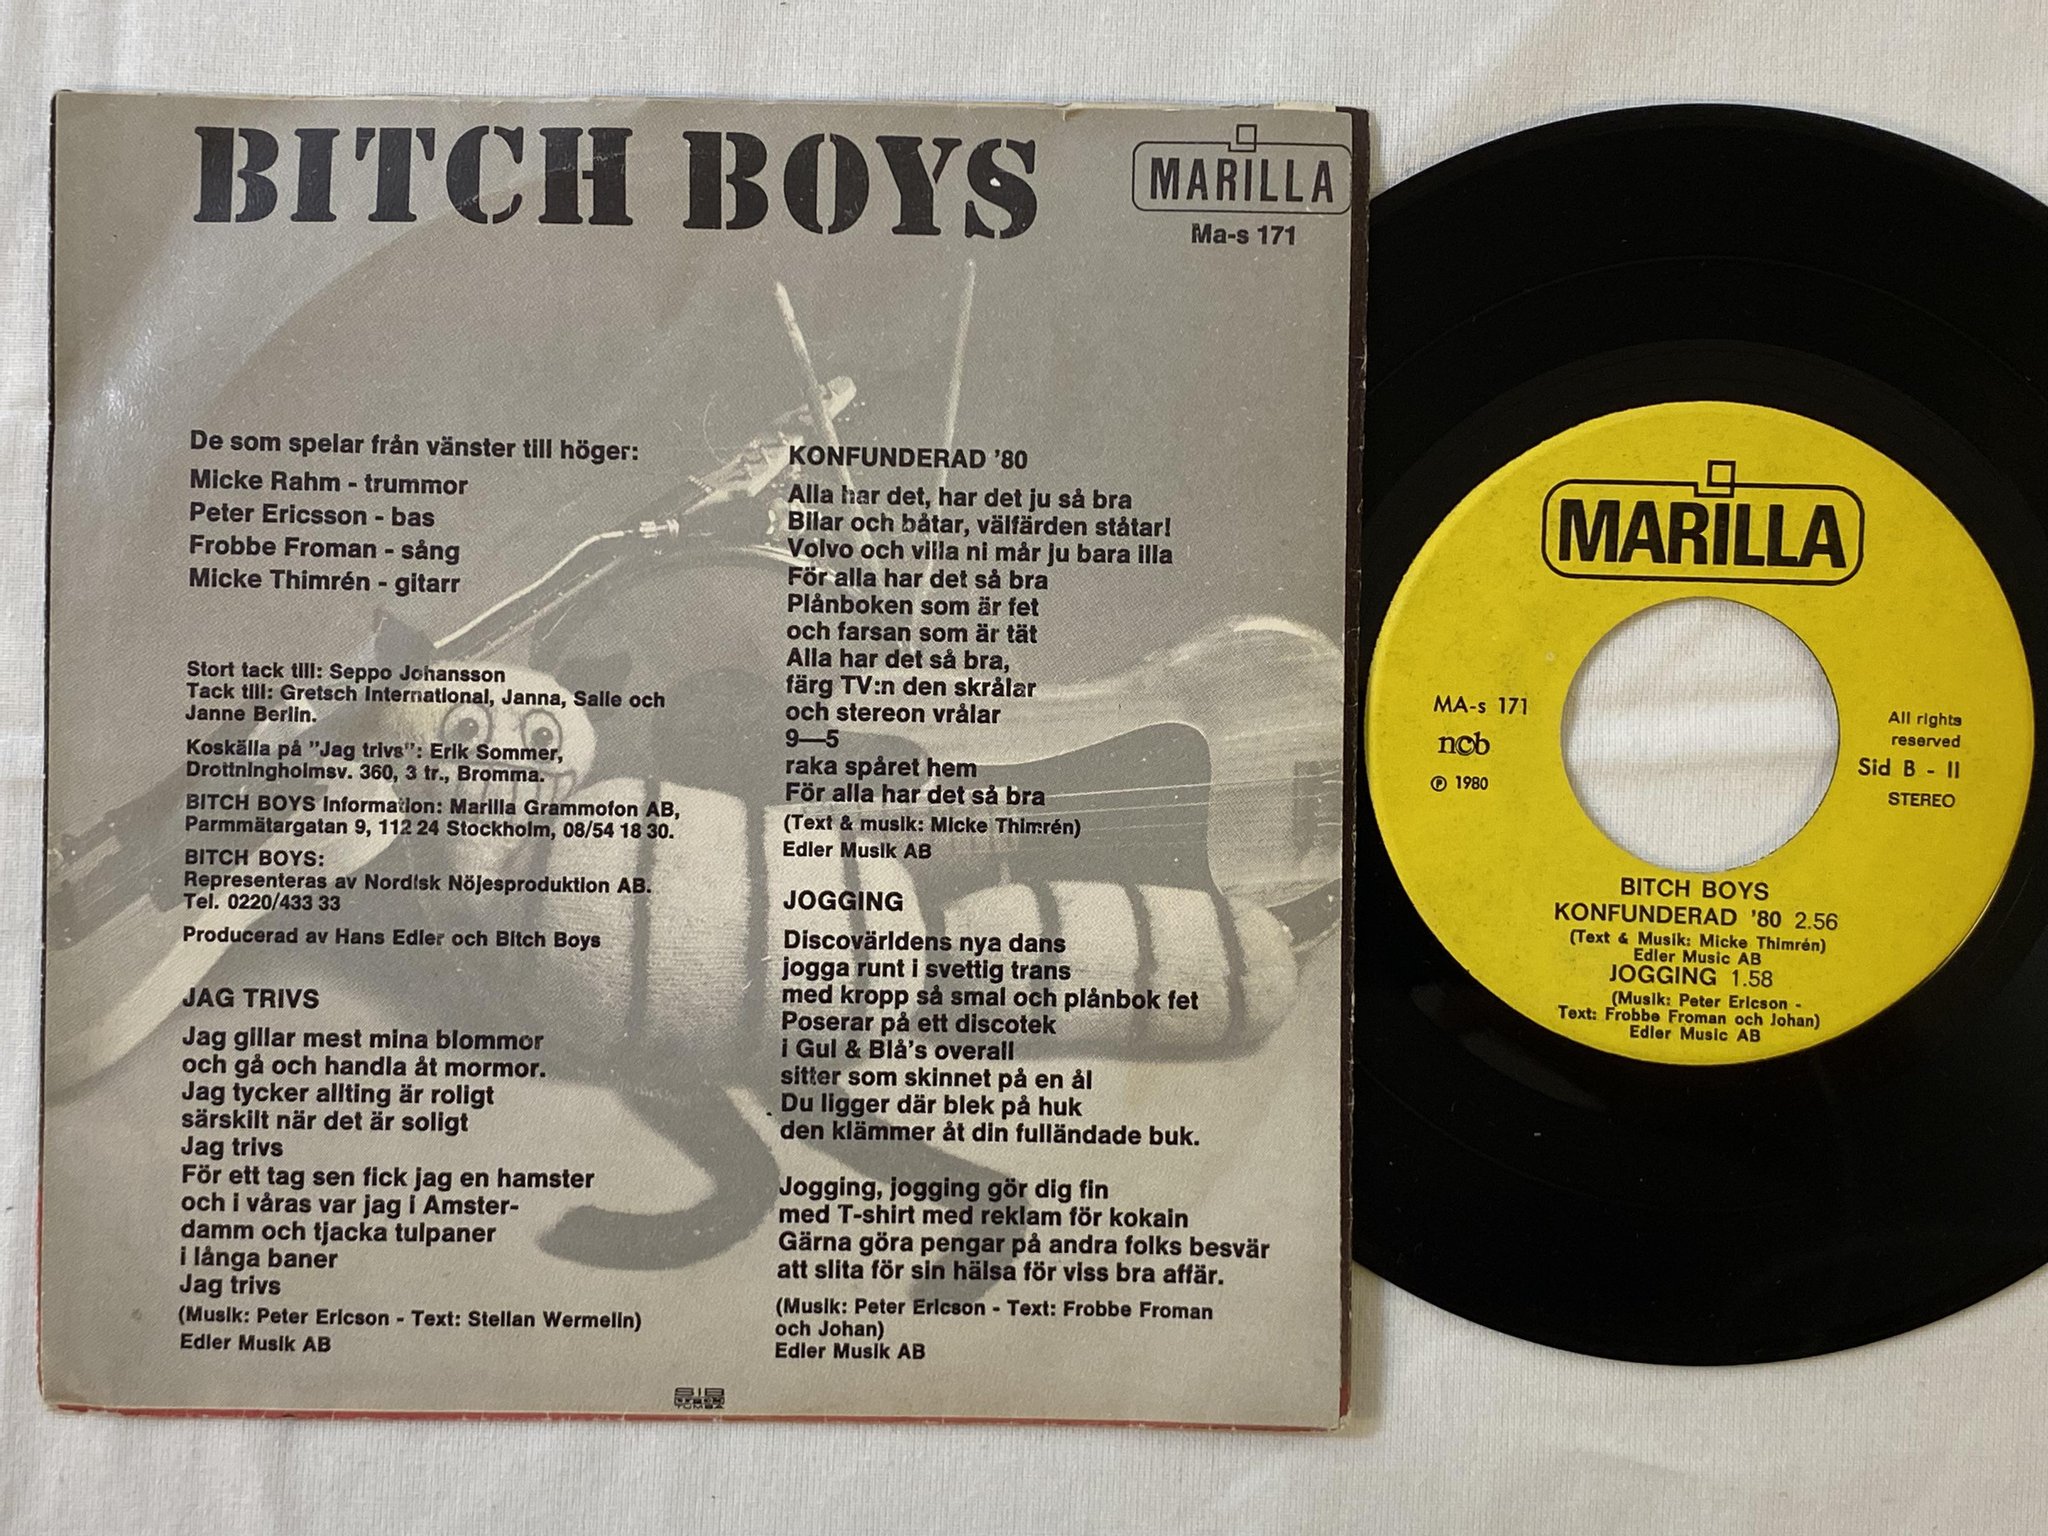 BITCH BOYS
MARILLA
Ma-s 171
De som spelar från vänster till höger:
Micke Rahm - trummor
Peter Ericsson - bas
Frobbe Froman - sång
Micke Thimrén - gitarr
Stort tack till: Seppo Johansson
Tack till: Gretsch International, Janna, Salle och
Janne Berlin.
Koskälla på "Jag trivs": Erik Sommer,
Drottningholmsv. 360, 3 tr., Bromma.
BITCH BOYS Information: Marilla Grammofon AB,
Parmmätargatan 9, 112 24 Stockholm, 08/54 18 30.
BITCH BOYS:
Representeras av Nordisk Nöjesproduktion AB.
Tel. 0220/433 33
Producerad av Hans Edler och Bitch Boys
JAG TRIVS
Jag gillar mest mina blommor
och gå och handla åt mormor.
Jag tycker allting är roligt
särskilt när det är soligt
Jag trivs
För ett tag sen fick jag en hamster
och i våras var jag i Amster-
damm och tjacka tulpaner
i långa baner
Jag trivs
(Musik: Peter Ericson - Text: Stellan Wermelin)
Edler Musik AB
KONFUNDERAD '80
Alla har det, har det ju så bra
Bilar och båtar, välfärden ståtar!
Volvo och villa ni mår ju bara illa
För alla har det så bra
Plånboken som är fet
och farsan som är tät
Alla har det så bra,
färg TV:n den skrålar
och stereon vrålar
9—5
raka spåret hem
För alla har det så bra
(Text & musik: Micke Thimrén)
Edler Musik AB
JOGGING
Discovärldens nya dans
jogga runt i svettig trans
med kropp så smal och plånbok fet
Poserar på ett discotek
i Gul & Blå's overall
sitter som skinnet på en ål
Du ligger där blek på huk
den klämmer åt din fulländade buk.
Jogging, jogging gör dig fin
med T-shirt med reklam för kokain
Gärna göra pengar på andra folks besvär
att slita för sin hälsa för viss bra affär.
(Musik: Peter Ericson - Text: Frobbe Froman
och Johan)
Edler Musik AB
SIB
TRYCK
TUMBA
MARILLA
MA-s 171
ncb
℗ 1980
All rights
reserved
Sid B - II
STEREO
BITCH BOYS
KONFUNDERAD '80 2.56
(Text & Musik: Micke Thimrén)
Edler Music AB
JOGGING 1.58
(Musik: Peter Ericson -
Text: Frobbe Froman och Johan)
Edler Music AB